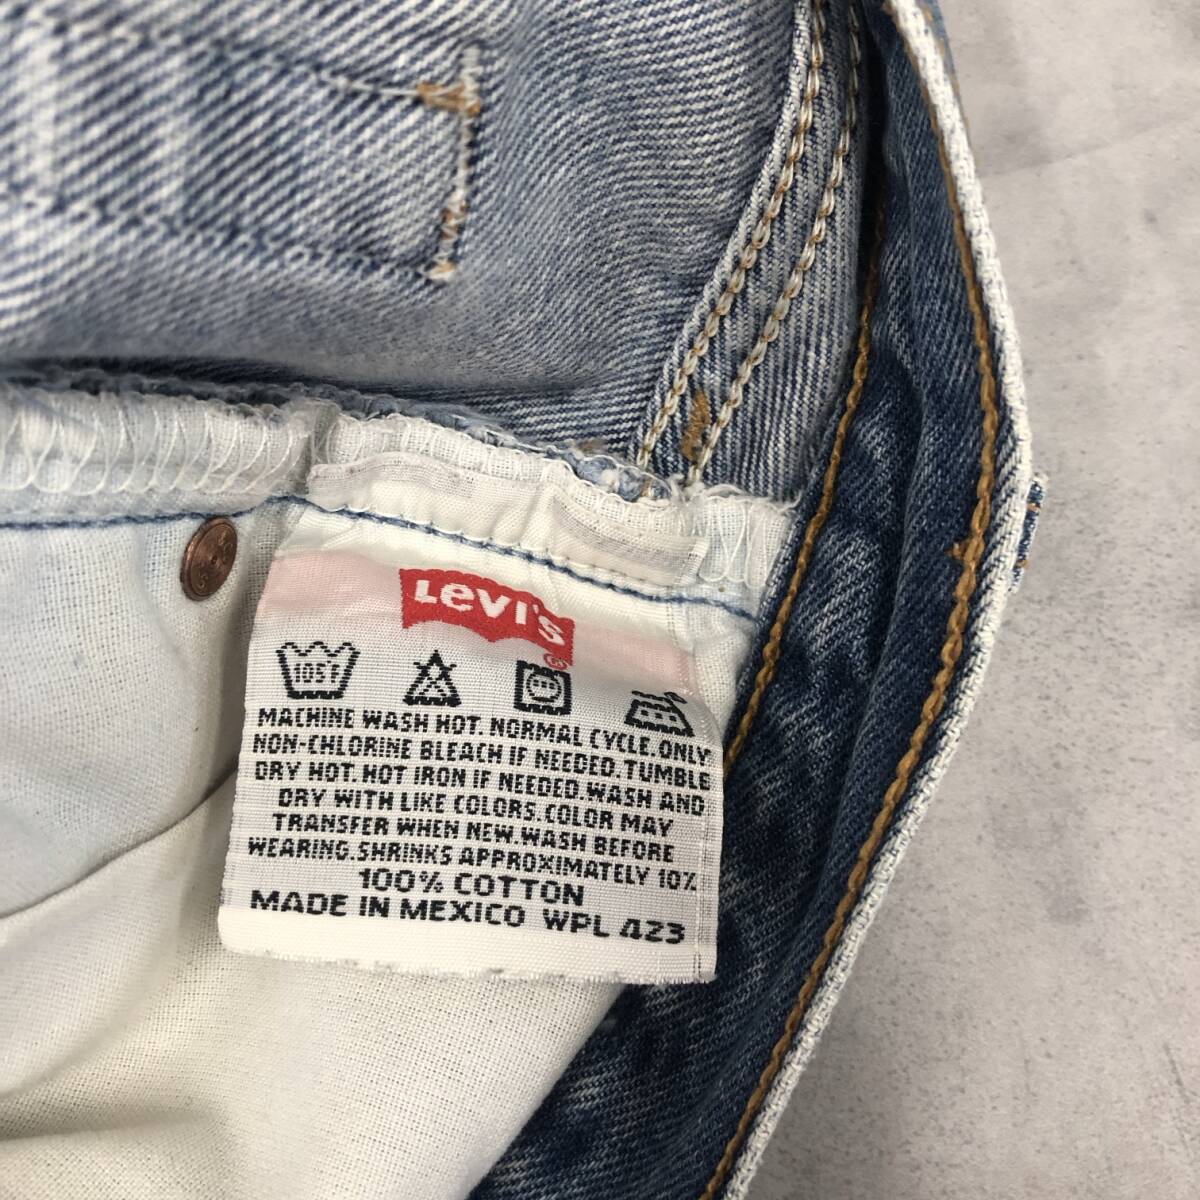 Levi's
®
105°F
MACHINE WASH HOT. NORMAL CYCLE. ONLY
NON-CHLORINE BLEACH IF NEEDED. TUMBLE
DRY HOT. HOT IRON IF NEEDED. WASH AND
DRY WITH LIKE COLORS. COLOR MAY
TRANSFER WHEN NEW. WASH BEFORE
WEARING. SHRINKS APPROXIMATELY 10%
100% COTTON
MADE IN MEXICO WPL 423